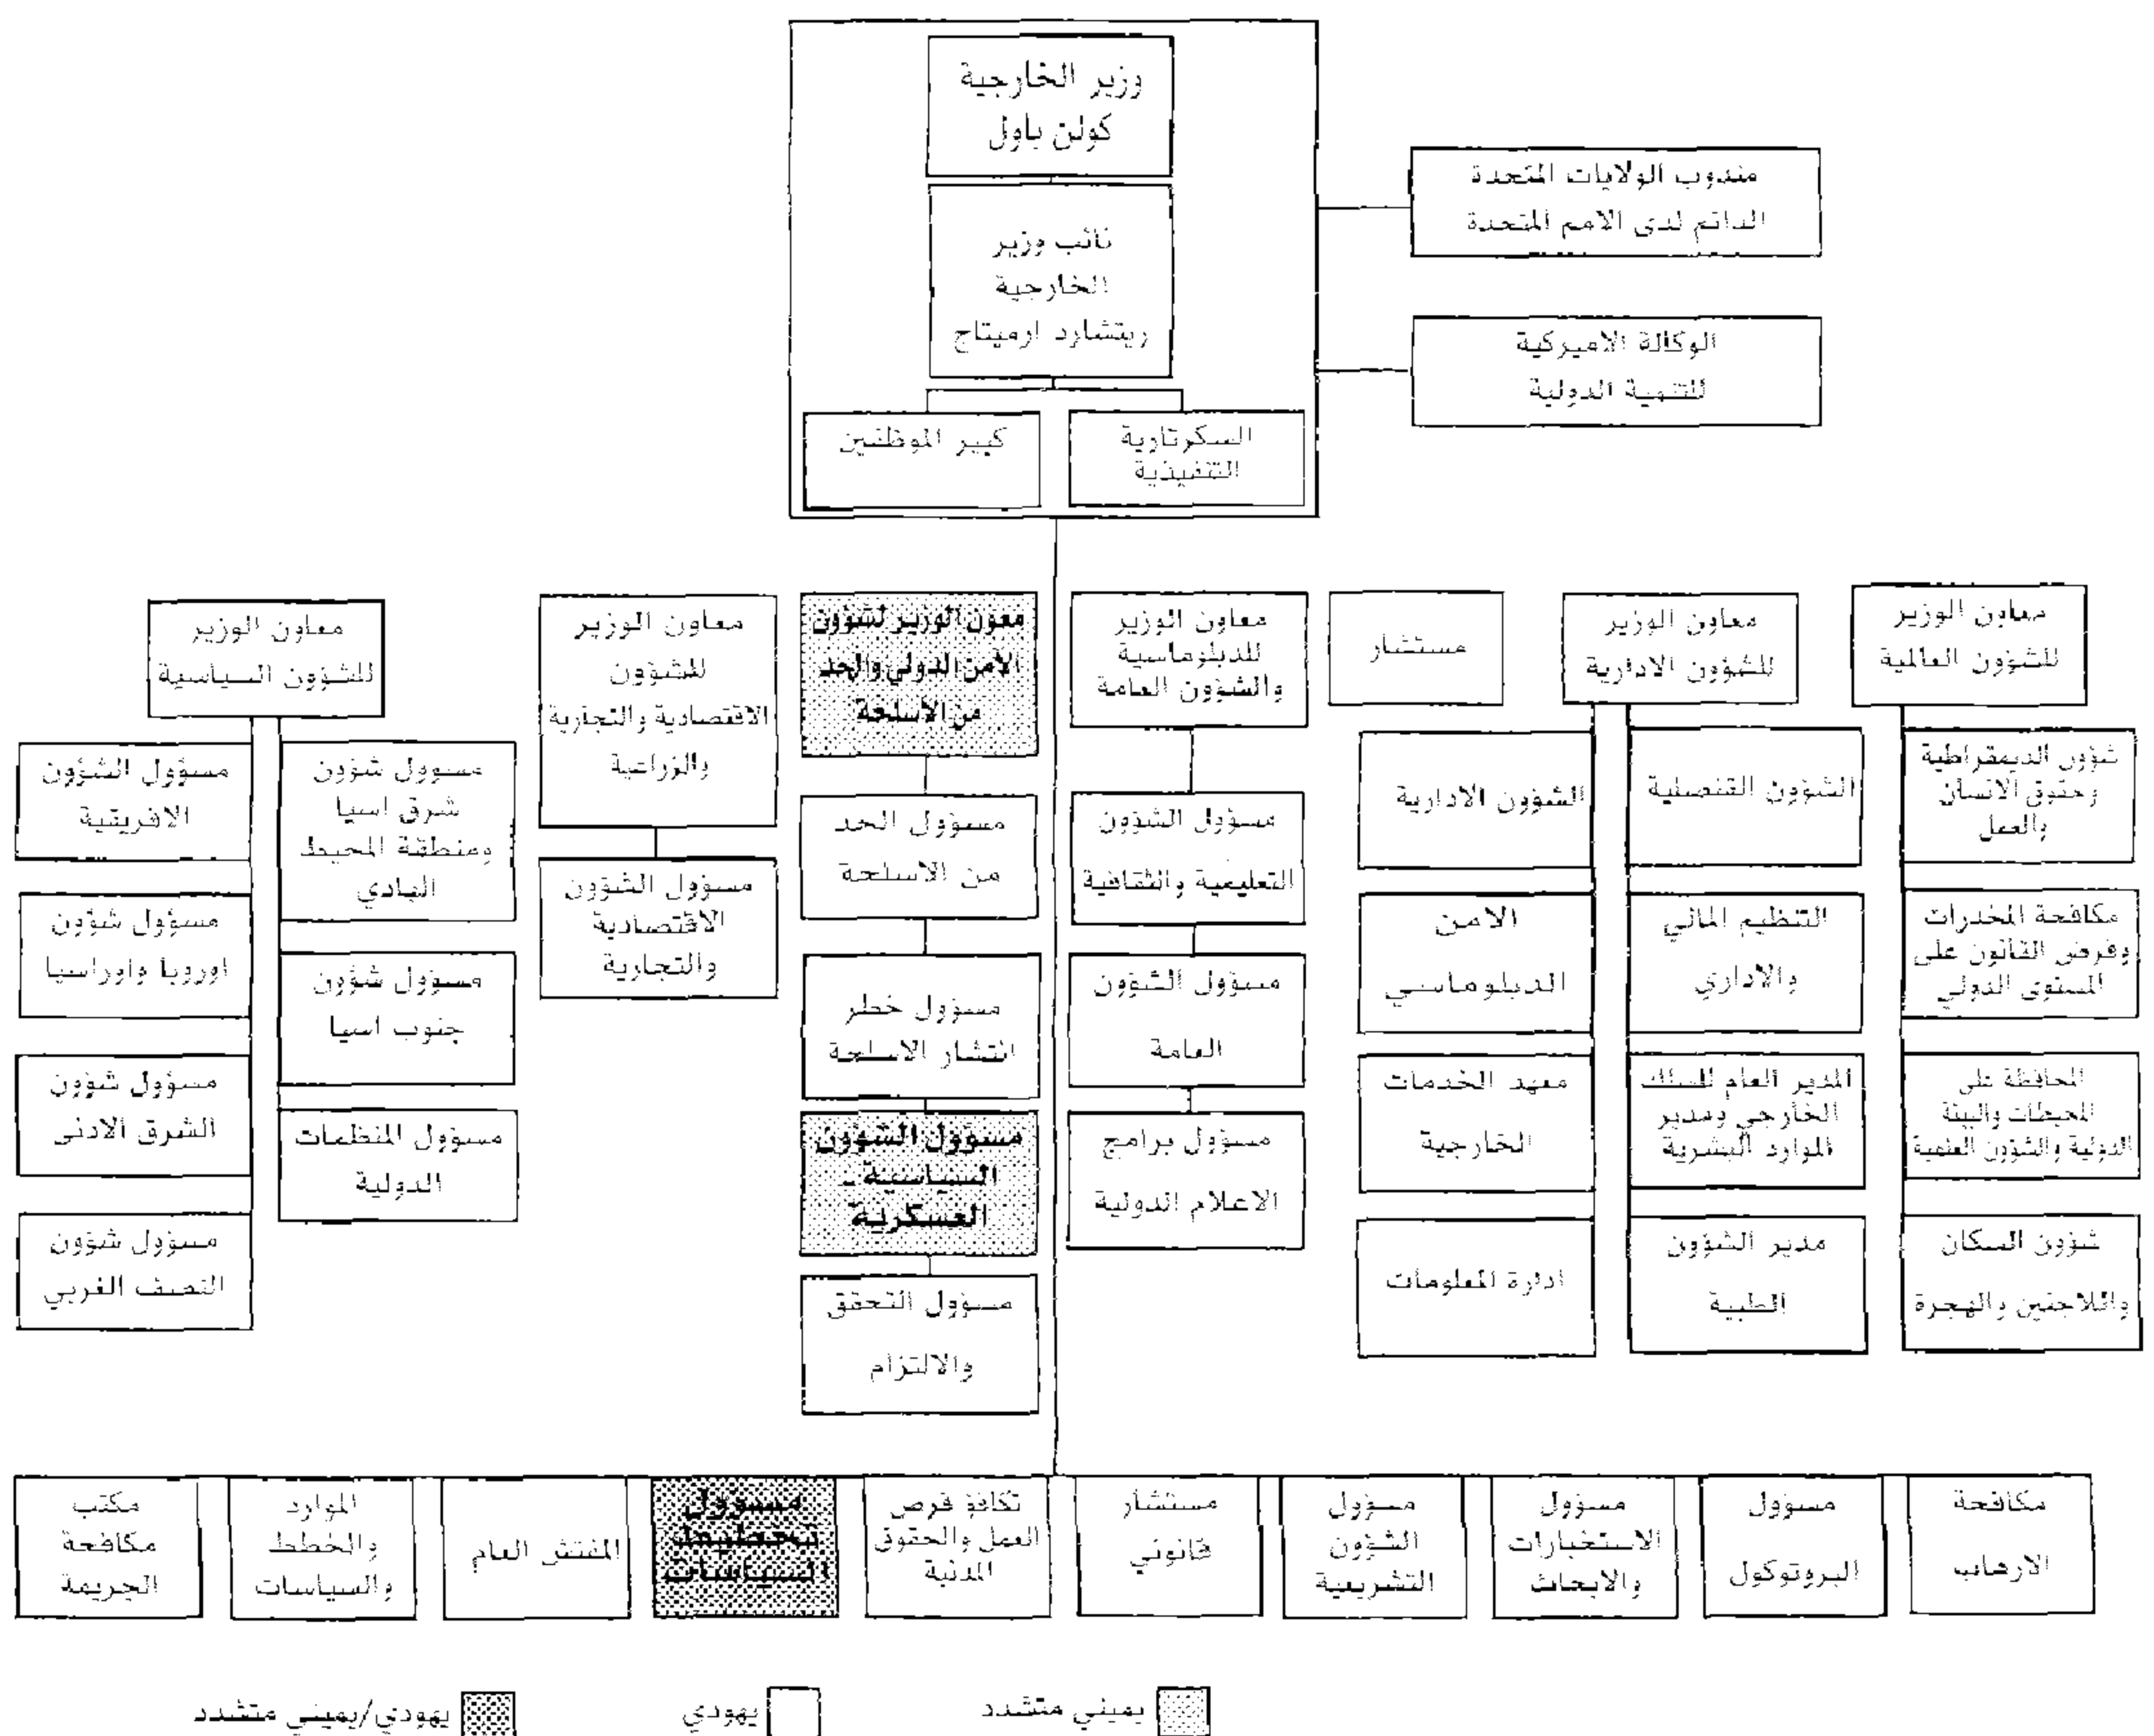 وزير الخارجية
كولن باول
نائب وزير
الخارجية
ريتشارد ارميتاج
السكرتارية
التنفيذية
كبير الموظفين
مندوب الولايات المتحدة
الدائم لدى الامم المتحدة
الوكالة الاميركية
للتنمية الدولية
معاون الوزير
للشؤون العالمية
شؤون الديمقراطية
وحقوق الانسان
والعمل
مكافحة المخدرات
وفرض القانون على
المستوى الدولي
المحافظة على
المحيطات والبيئة
الدولية والشؤون العلمية
شؤون السكان
واللاجئين والهجرة
معاون الوزير
للشؤون الادارية
الشؤون القنصلية
التنظيم المالي
والاداري
المدير العام للسلك
الخارجي ومدير
الموارد البشرية
مدير الشؤون
الطبية
الشؤون الادارية
الامن
الدبلوماسي
معهد الخدمات
الخارجية
ادارة المعلومات
مستشار
معاون الوزير
للدبلوماسية
والشؤون العامة
مسؤول الشؤون
التعليمية والثقافية
مسؤول الشؤون
العامة
مسؤول برامج
الاعلام الدولية
معون الوزير لشؤون
الأمن الدولي والحد
من الاسلحة
مسؤول الحد
من الاسلحة
مسؤول خطر
انتشار الاسلحة
مسؤول الشؤون
السياسية ـ
العسكرية
مسؤول التحقق
والالتزام
معاون الوزير
للشؤون
الاقتصادية والتجارية
والزراعية
مسؤول الشؤون
الاقتصادية
والتجارية
معاون الوزير
للشؤون السياسية
مسوول شؤون
شرق اسيا
ومنطقة المحيط
الهادي
مسؤول شؤون
جنوب اسيا
مسؤول المنظمات
الدولية
مسؤول الشؤون
الافريقية
مسؤول شؤون
اوروبا واوراسيا
مسؤول شؤون
الشرق الادنى
مسؤول شؤون
النصف الغربي
مكافحة
الارهاب
مسؤول
البروتوكول
مسؤول
الاستخبارات
والابحاث
مسؤول
الشؤون
التشريعية
مستشار
قانوني
تكافؤ فرص
العمل والحقوق
المدنية
مسؤول
تخطيط
السياسات
المفتش العام
الموارد
والخطط
والسياسات
مكتب
مكافحة
الجريمة
يميني متشدد
يهودي
يهودي/يميني متشدد